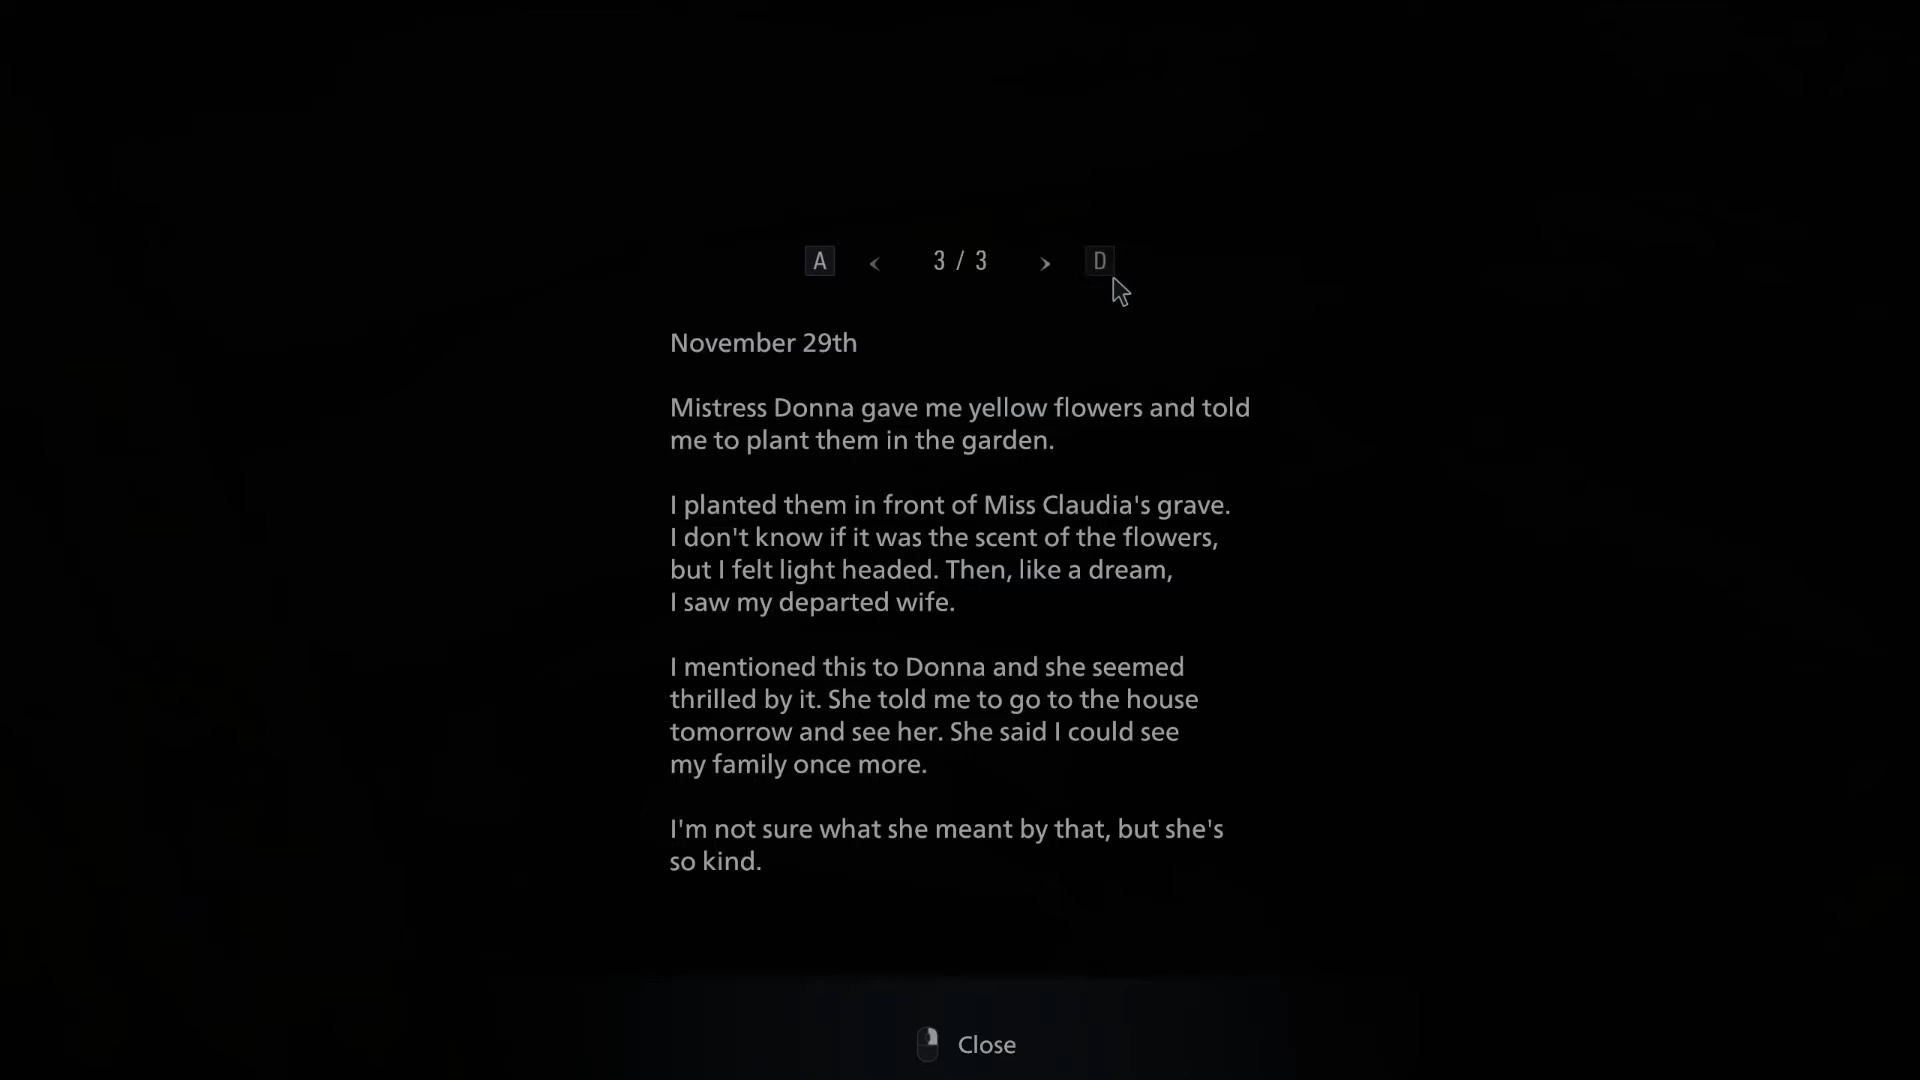 A < 3 / 3 > D
November 29th
Mistress Donna gave me yellow flowers and told
me to plant them in the garden.
I planted them in front of Miss Claudia's grave.
I don't know if it was the scent of the flowers,
but I felt light headed. Then, like a dream,
I saw my departed wife.
I mentioned this to Donna and she seemed
thrilled by it. She told me to go to the house
tomorrow and see her. She said I could see
my family once more.
I'm not sure what she meant by that, but she's
so kind.
Close